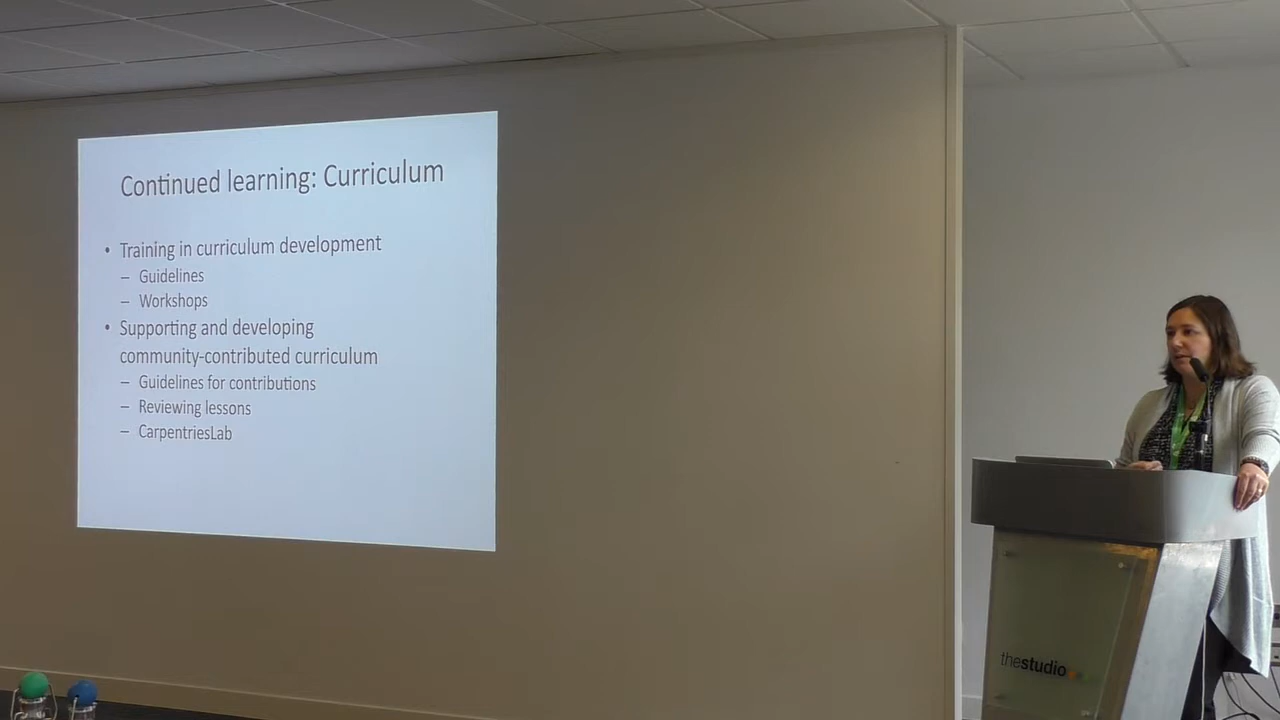 Continued learning: Curriculum
• Training in curriculum development
– Guidelines
– Workshops
• Supporting and developing
community-contributed curriculum
– Guidelines for contributions
– Reviewing lessons
– CarpentriesLab
thestudio